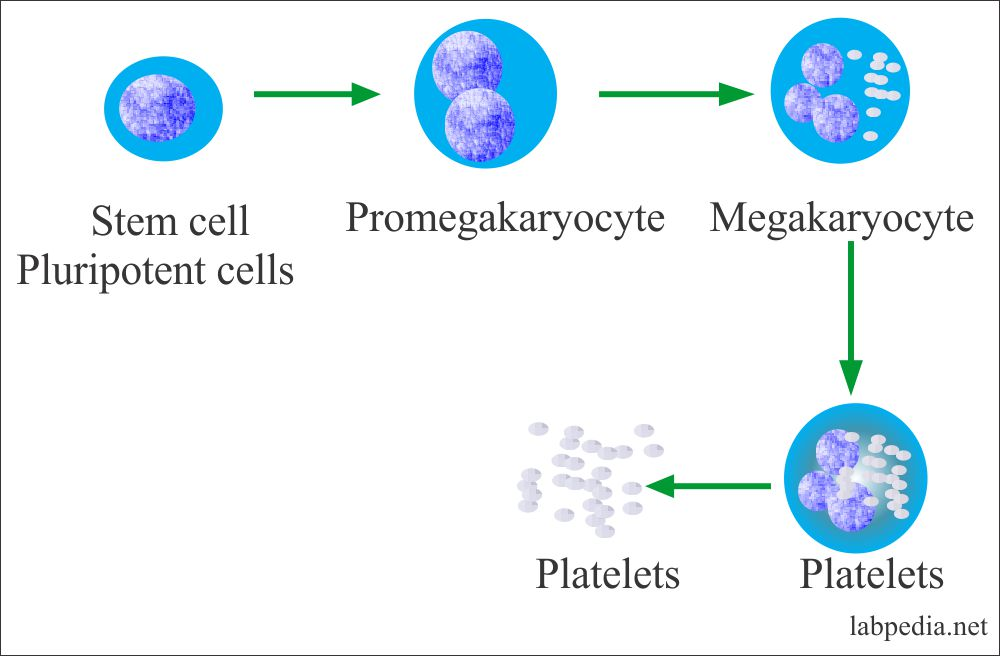 Stem cell
Pluripotent cells
Promegakaryocyte
Megakaryocyte
Platelets
Platelets
labpedia.net